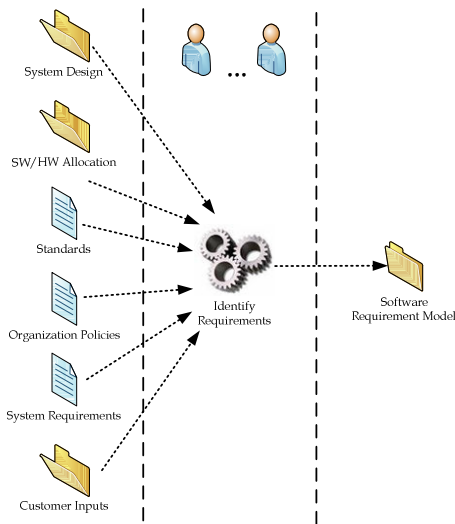 System Design
...
SW/HW Allocation
Standards
Identify
Requirements
Software
Requirement Model
Organization Policies
System Requirements
Customer Inputs